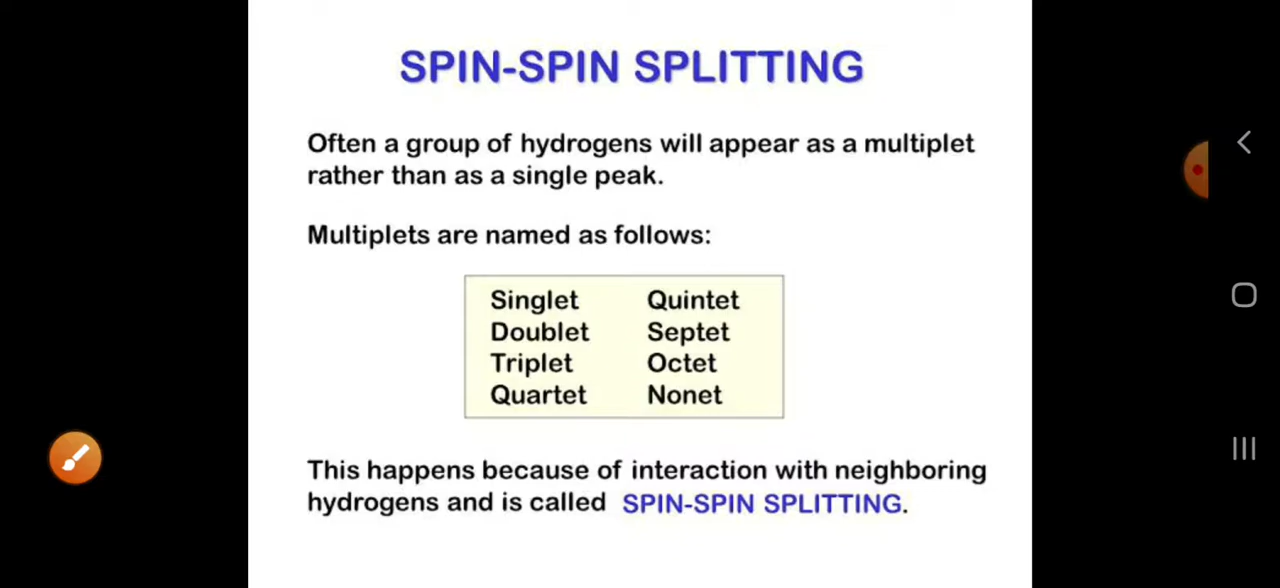 SPIN-SPIN SPLITTING
Often a group of hydrogens will appear as a multiplet
rather than as a single peak.
Multiplets are named as follows:
Singlet Quintet
Doublet Septet
Triplet Octet
Quartet Nonet
This happens because of interaction with neighboring
hydrogens and is called SPIN-SPIN SPLITTING.